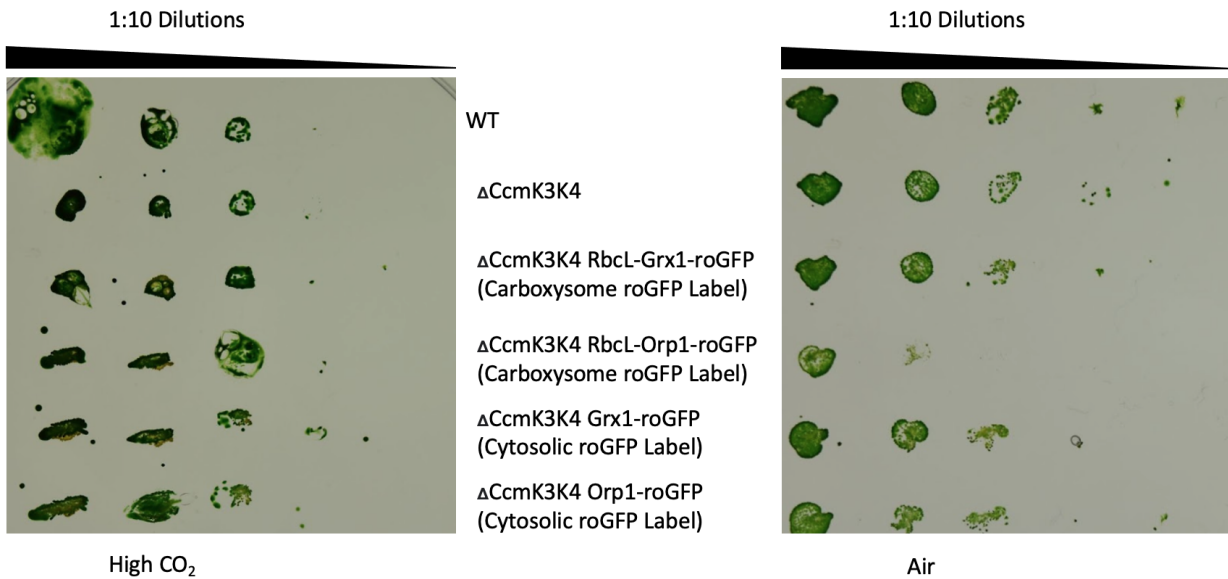 1:10 Dilutions
1:10 Dilutions
WT
ΔCcmK3K4
ΔCcmK3K4 RbcL-Grx1-roGFP
(Carboxysome roGFP Label)
ΔCcmK3K4 RbcL-Orp1-roGFP
(Carboxysome roGFP Label)
ΔCcmK3K4 Grx1-roGFP
(Cytosolic roGFP Label)
ΔCcmK3K4 Orp1-roGFP
(Cytosolic roGFP Label)
High CO₂
Air